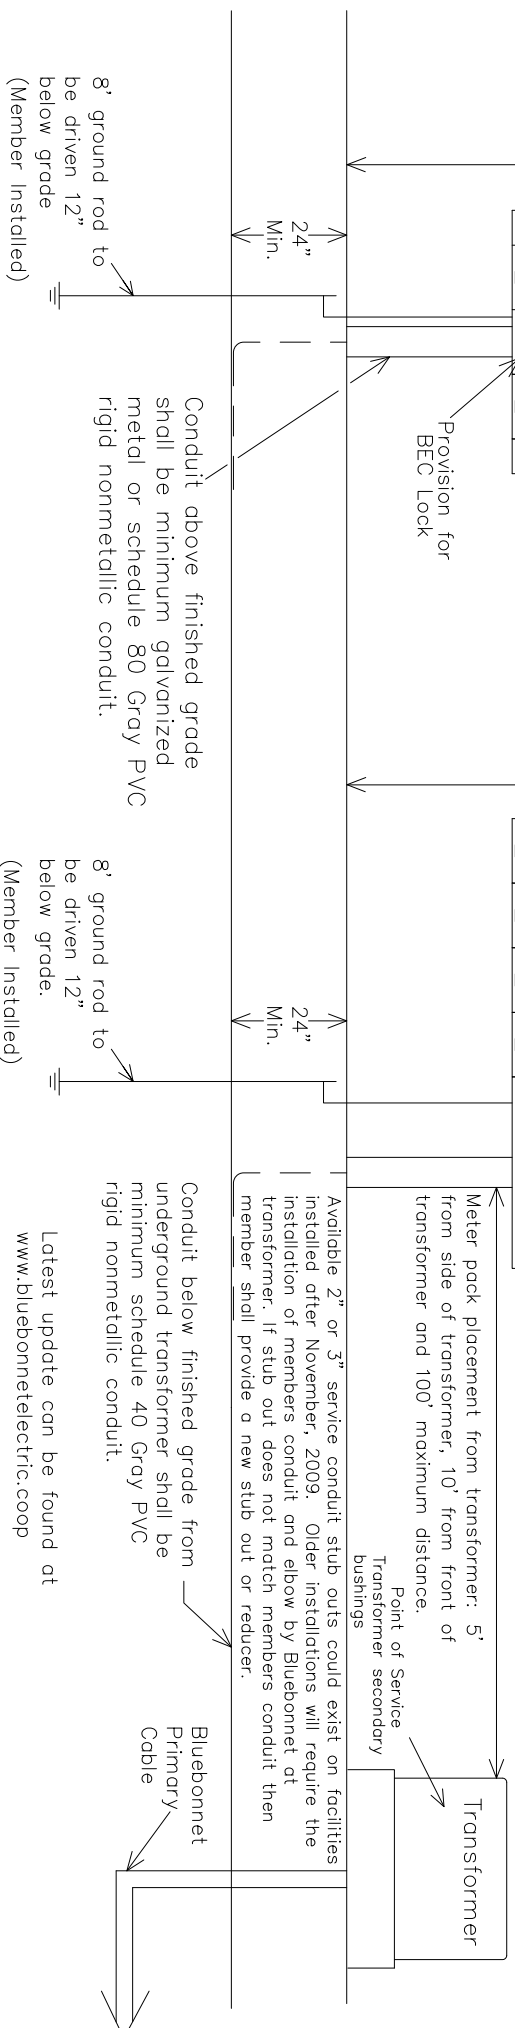 Provision for
BEC Lock
24"
Min.
8' ground rod to
be driven 12"
below grade
(Member Installed)
Conduit above finished grade
shall be minimum galvanized
metal or schedule 80 Gray PVC
rigid nonmetallic conduit.
24"
Min.
8' ground rod to
be driven 12"
below grade.
(Member Installed)
Meter pack placement from transformer: 5'
from side of transformer, 10' from front of
transformer and 100' maximum distance.
Transformer
Point of Service
Transformer secondary
bushings
Available 2" or 3" service conduit stub outs could exist on facilities
installed after November, 2009. Older installations will require the
installation of members conduit and elbow by Bluebonnet at
transformer. If stub out does not match members conduit then
member shall provide a new stub out or reducer.
Conduit below finished grade from
underground transformer shall be
minimum schedule 40 Gray PVC
rigid nonmetallic conduit.
Bluebonnet
Primary
Cable
Latest update can be found at
www.bluebonnetelectric.coop